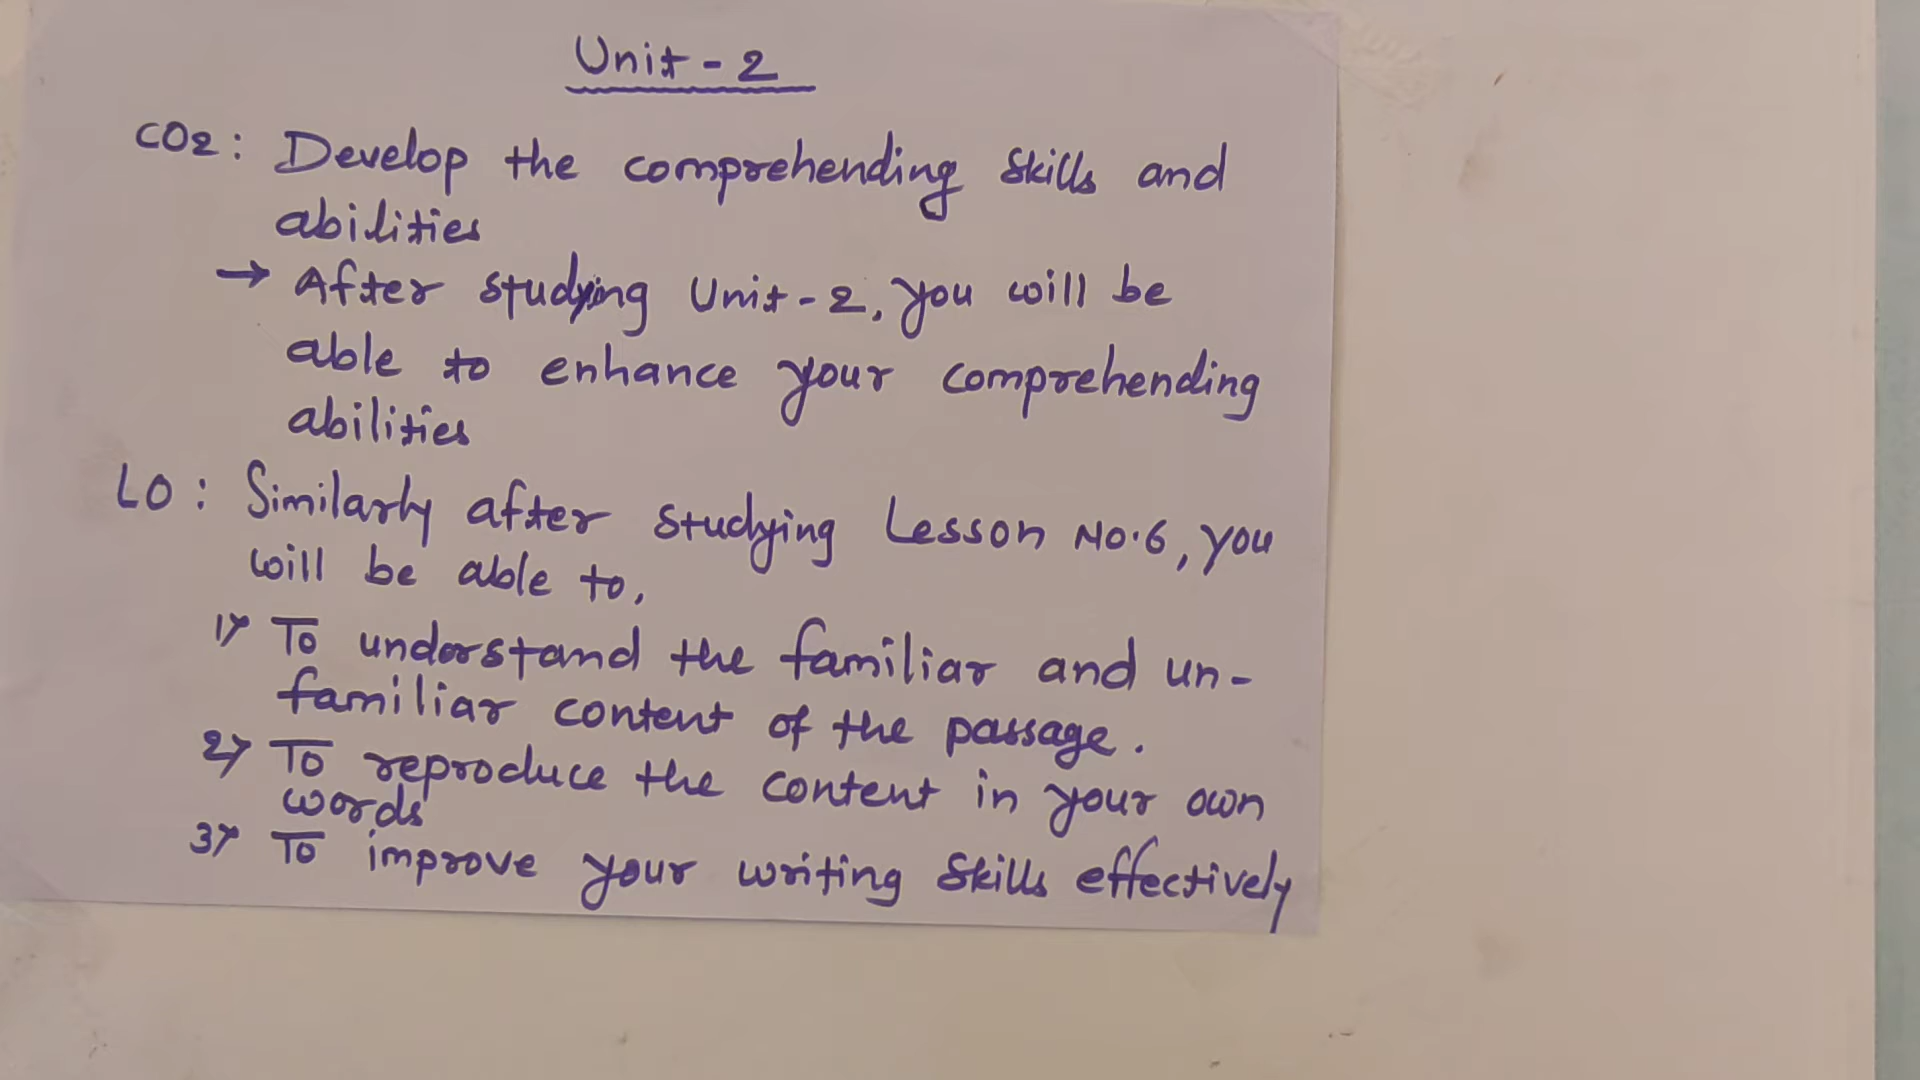 Unit - 2
CO2 : Develop the comprehending skills and
abilities
→ After studying Unit - 2, you will be
able to enhance your comprehending
abilities
LO : Similarly after studying Lesson No.6, you
will be able to,
1) To understand the familiar and un-
familiar content of the passage.
2) To reproduce the content in your own
words
3) To improve your writing skills effectively